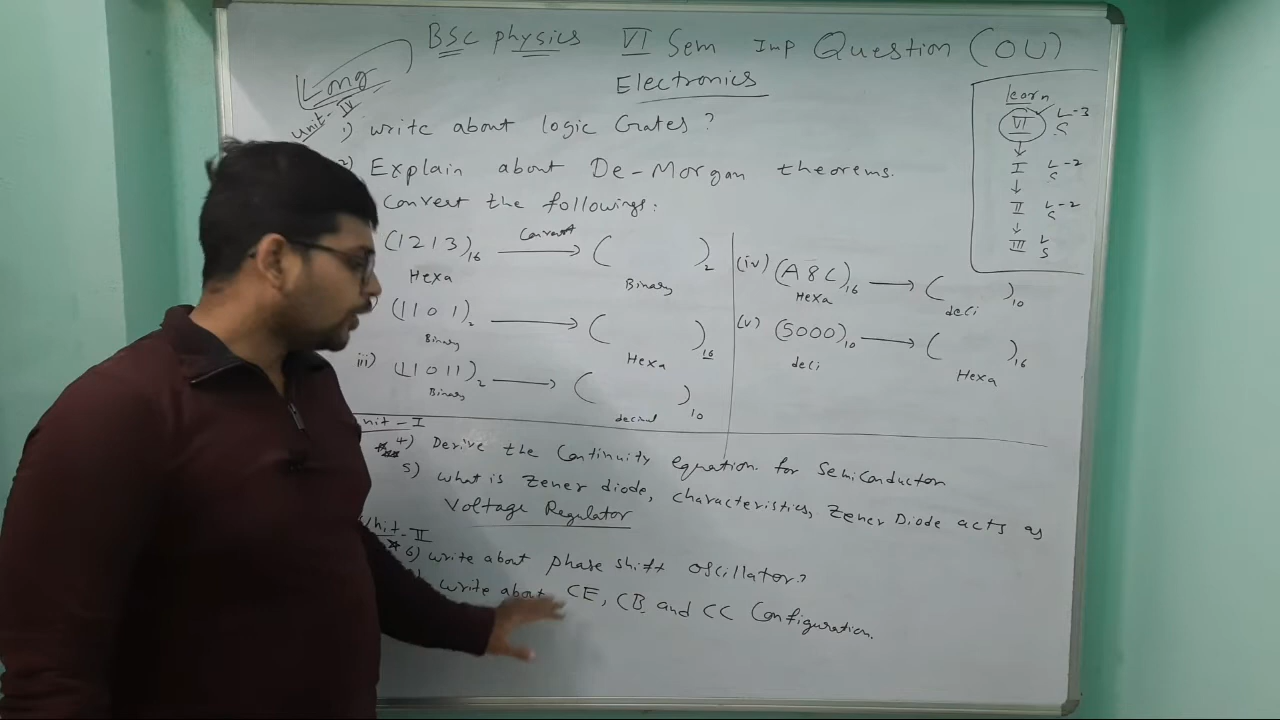 BSC physics VI Sem Imp Question (OU)
Electronics
Long
Unit-IV
1) write about logic Gates?
2) Explain about De-Morgan theorems.
Convert the followings:
(1213)16 Convert ( )2
Hexa Binary
(1101)2 → ( )16
Binary Hexa
iii) (11011)2 → ( )10
Binary decimal
(iv) (A8C)16 → ( )10
Hexa deci
(v) (5000)10 → ( )16
deci Hexa
learn
VI L-3 S
↓
I L-2 S
↓
II L-2 S
↓
III L S
Unit-I
4) Derive the Continuity equation for Semiconductor
5) what is Zener diode, characteristics, Zener Diode acts as
Voltage Regulator
Unit-II
6) write about phase shift oscillator?
write about CE, CB and CC Configuration.